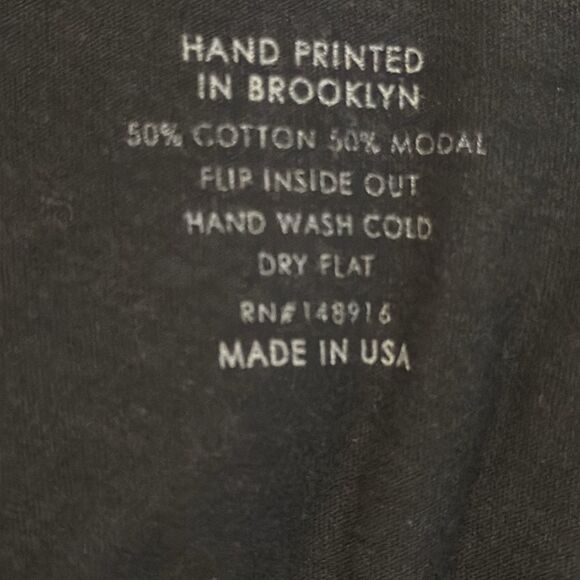 HAND PRINTED
IN BROOKLYN
50% COTTON 50% MODAL
FLIP INSIDE OUT
HAND WASH COLD
DRY FLAT
RN#148916
MADE IN USA